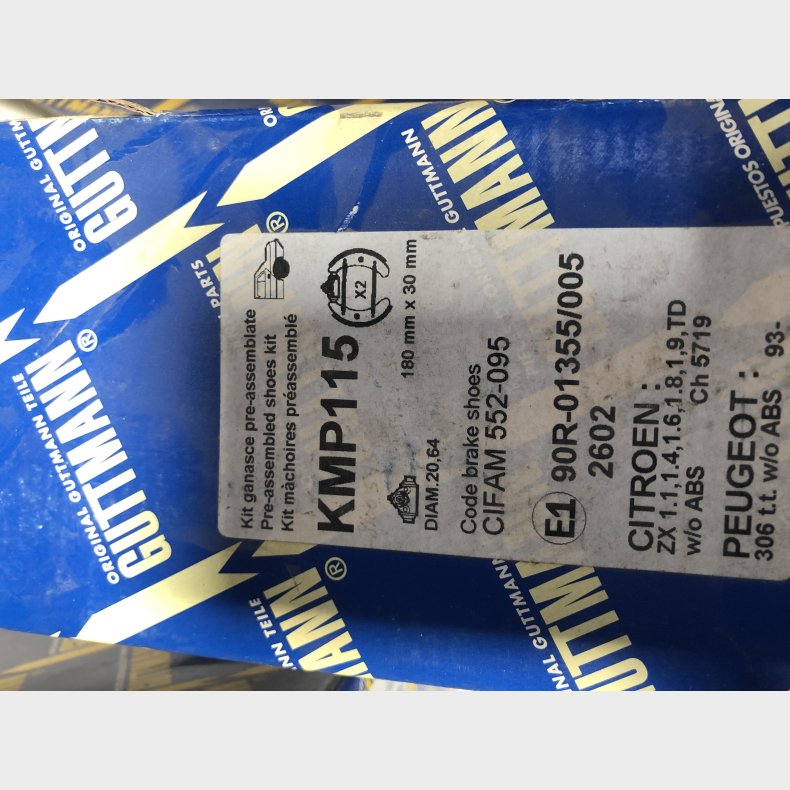 ORIGINAL GUTTMANN TEILE
GUTTMANN®
ORIGINAL GUTTMANN
GUTTMANN
PARTS
GUTTMANN
Kit ganasce pre-assemblate
Pre-assembled shoes kit
Kit màchoires préassemblé
KMP115
X2
DIAM.20,64
180 mm x 30 mm
Code brake shoes
CIFAM 552-095
E1 90R-01355/005
2602
CITROEN :
ZX 1.1,1.4,1.6,1.8,1,9,TD
w/o ABS Ch 5719
PEUGEOT :
306 t.t. w/o ABS 93-
ORIGINAL GUTTMANN